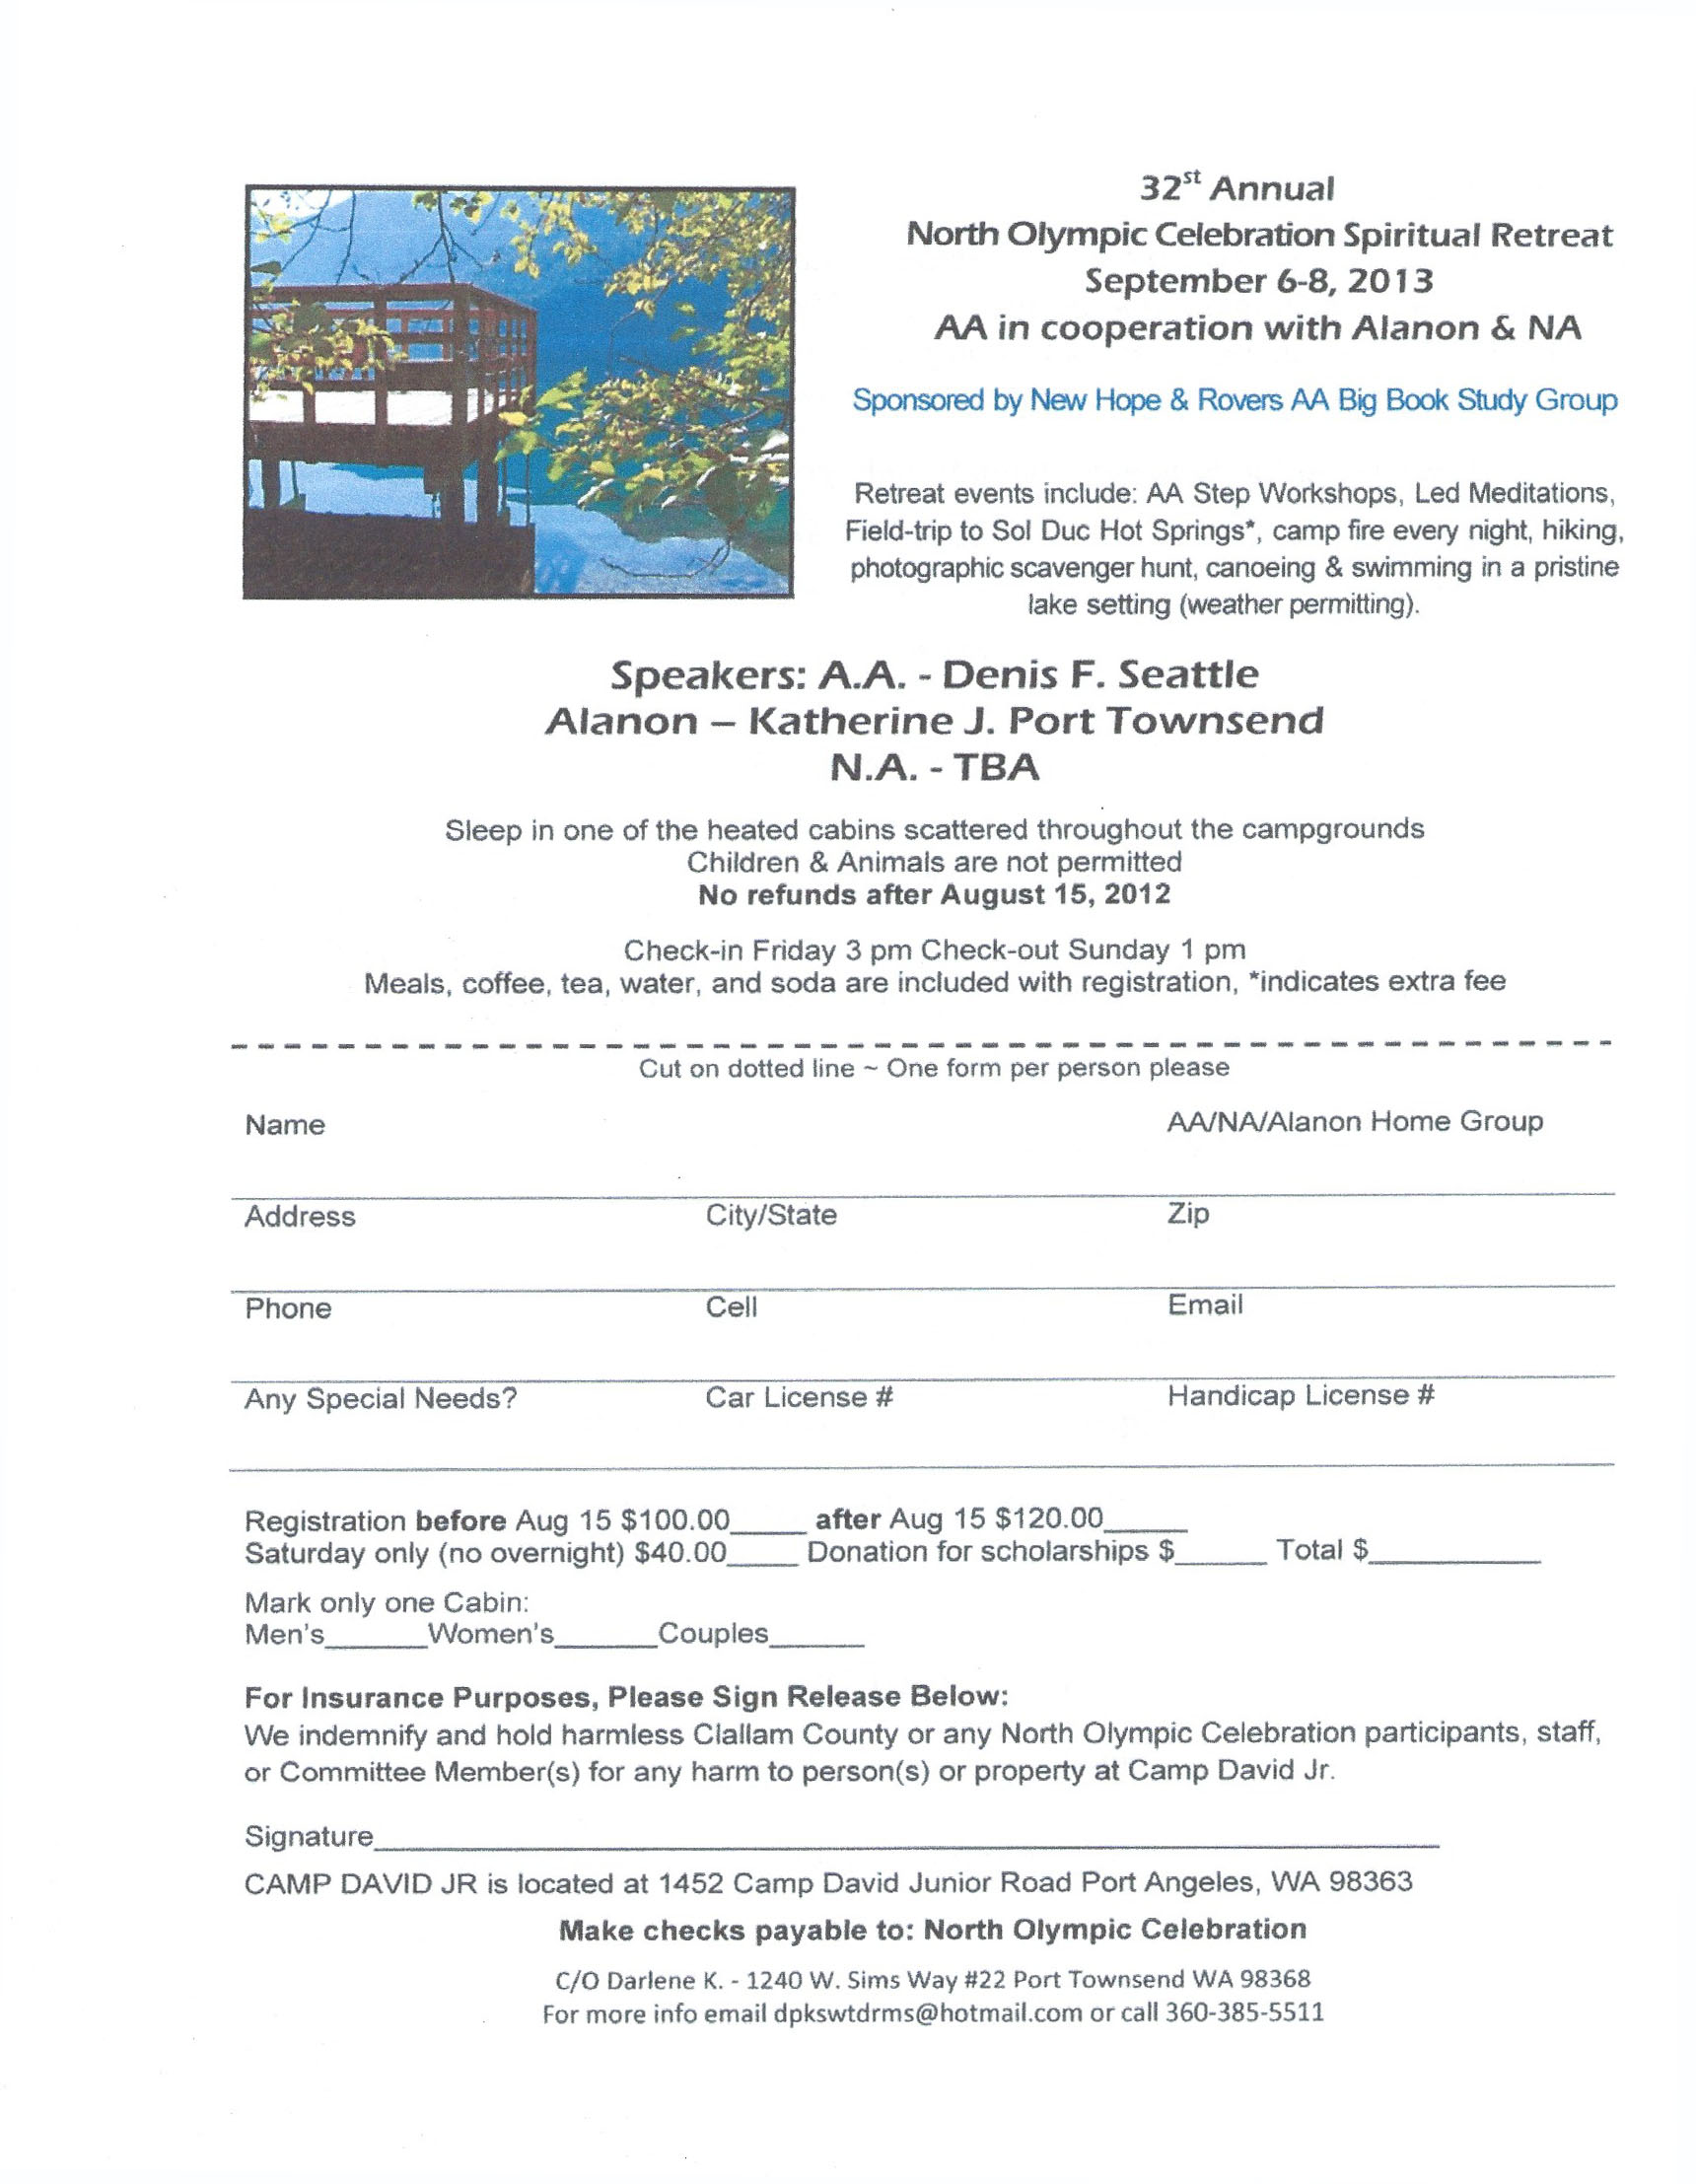 32st Annual
North Olympic Celebration Spiritual Retreat
September 6-8, 2013
AA in cooperation with Alanon & NA
Sponsored by New Hope & Rovers AA Big Book Study Group
Retreat events include: AA Step Workshops, Led Meditations,
Field-trip to Sol Duc Hot Springs*, camp fire every night, hiking,
photographic scavenger hunt, canoeing & swimming in a pristine
lake setting (weather permitting).
Speakers: A.A. - Denis F. Seattle
Alanon – Katherine J. Port Townsend
N.A. - TBA
Sleep in one of the heated cabins scattered throughout the campgrounds
Children & Animals are not permitted
No refunds after August 15, 2012
Check-in Friday 3 pm Check-out Sunday 1 pm
Meals, coffee, tea, water, and soda are included with registration, *indicates extra fee
Cut on dotted line ~ One form per person please
Name AA/NA/Alanon Home Group
Address City/State Zip
Phone Cell Email
Any Special Needs? Car License # Handicap License #
Registration before Aug 15 $100.00_____ after Aug 15 $120.00_____
Saturday only (no overnight) $40.00_____ Donation for scholarships $_____ Total $__________
Mark only one Cabin:
Men's______Women's______Couples______
For Insurance Purposes, Please Sign Release Below:
We indemnify and hold harmless Clallam County or any North Olympic Celebration participants, staff,
or Committee Member(s) for any harm to person(s) or property at Camp David Jr.
Signature______________________________
CAMP DAVID JR is located at 1452 Camp David Junior Road Port Angeles, WA 98363
Make checks payable to: North Olympic Celebration
C/O Darlene K. - 1240 W. Sims Way #22 Port Townsend WA 98368
For more info email dpkswtdrms@hotmail.com or call 360-385-5511